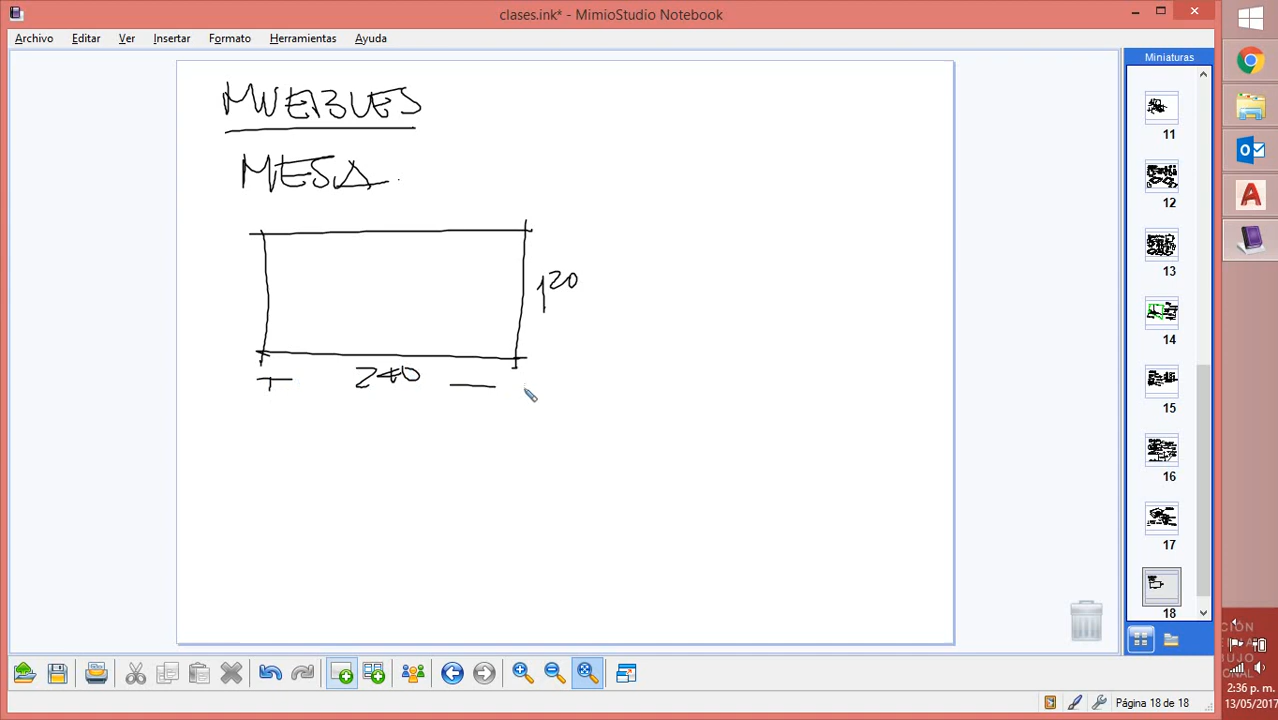 clases.ink* - MimioStudio Notebook
Archivo Editar Ver Insertar Formato Herramientas Ayuda
Miniaturas
MUEBLES
MESA
120
240
11
12
13
14
15
16
17
18
Página 18 de 18
2:36 p. m.
13/05/2017